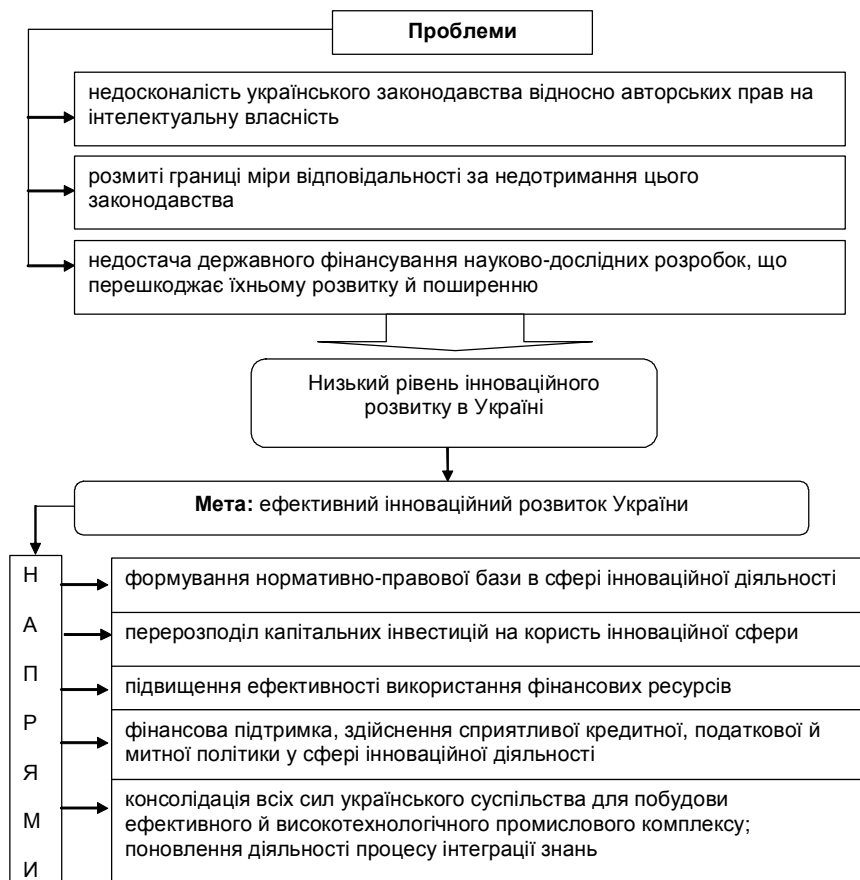 Проблеми
недосконалість українського законодавства відносно авторських прав на
інтелектуальну власність
розмиті границі міри відповідальності за недотримання цього
законодавства
недостача державного фінансування науково-дослідних розробок, що
перешкоджає їхньому розвитку й поширенню
Низький рівень інноваційного
розвитку в Україні
Мета: ефективний інноваційний розвиток України
Н
А
П
Р
Я
М
И
формування нормативно-правової бази в сфері інноваційної діяльності
перерозподіл капітальних інвестицій на користь інноваційної сфери
підвищення ефективності використання фінансових ресурсів
фінансова підтримка, здійснення сприятливої кредитної, податкової й
митної політики у сфері інноваційної діяльності
консолідація всіх сил українського суспільства для побудови
ефективного й високотехнологічного промислового комплексу;
поновлення діяльності процесу інтеграції знань